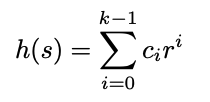 h(s) = \sum_{i=0}^{k-1} c_i r^i